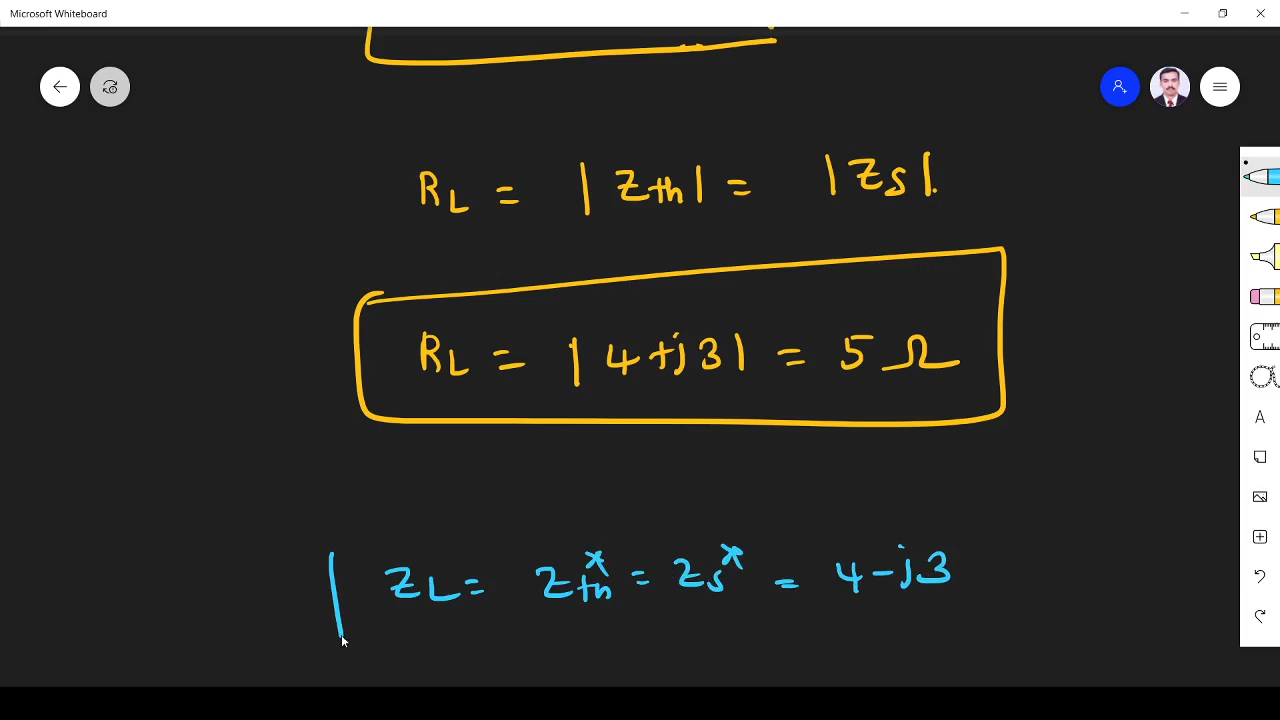 Microsoft Whiteboard
RL = |Zth| = |Zs|.
RL = |4+j3| = 5 Ω
ZL = Zth* = Zs* = 4-j3
A